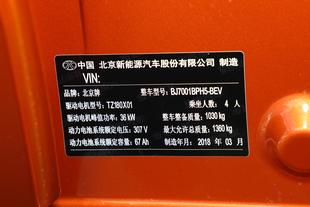 中国 北京新能源汽车股份有限公司 制造
VIN:
品牌: 北京牌 整车型号: BJ7001BPH5-BEV
驱动电机型号: TZ180X01 乘坐人数: 4 人
驱动电机峰值功率: 36 kW 整车整备质量: 1030 kg
动力电池系统额定电压: 307 V 最大允许总质量: 1360 kg
动力电池系统额定容量: 67 Ah 制造年月: 2018 年 03 月